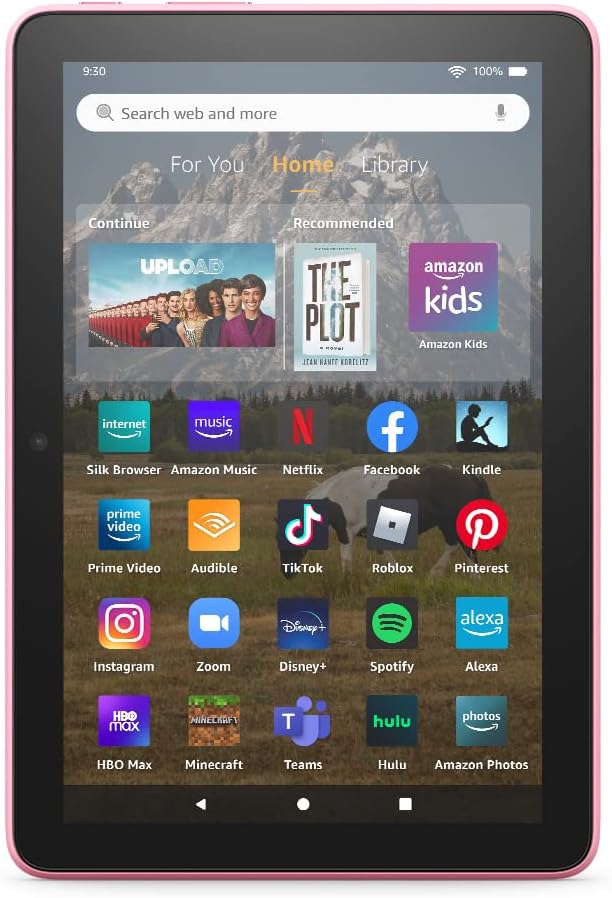 9:30
100%
Search web and more
For You Home Library
Continue
Recommended
UPLOAD
THE
PLOT
a novel
JEAN HANFF KORELITZ
amazon
kids
Amazon Kids
internet
music
N
f
Silk Browser Amazon Music Netflix Facebook Kindle
prime
video
Prime Video Audible TikTok Roblox Pinterest
Disney+
alexa
Instagram Zoom Disney+ Spotify Alexa
HBO
max
MINECRAFT
T
hulu
photos
HBO Max Minecraft Teams Hulu Amazon Photos